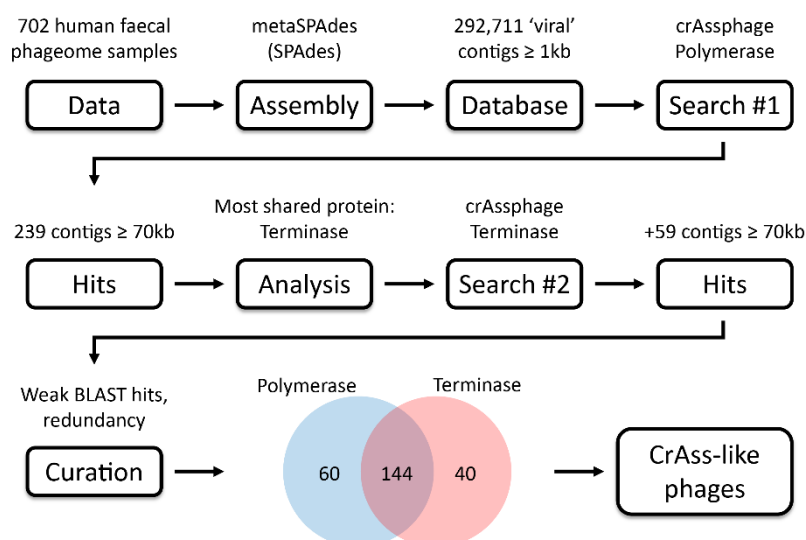 702 human faecal
phageome samples
Data
metaSPAdes
(SPAdes)
Assembly
292,711 ‘viral’
contigs ≥ 1kb
Database
crAssphage
Polymerase
Search #1
239 contigs ≥ 70kb
Hits
Most shared protein:
Terminase
Analysis
crAssphage
Terminase
Search #2
+59 contigs ≥ 70kb
Hits
Weak BLAST hits,
redundancy
Curation
Polymerase
Terminase
60
144
40
CrAss-like
phages